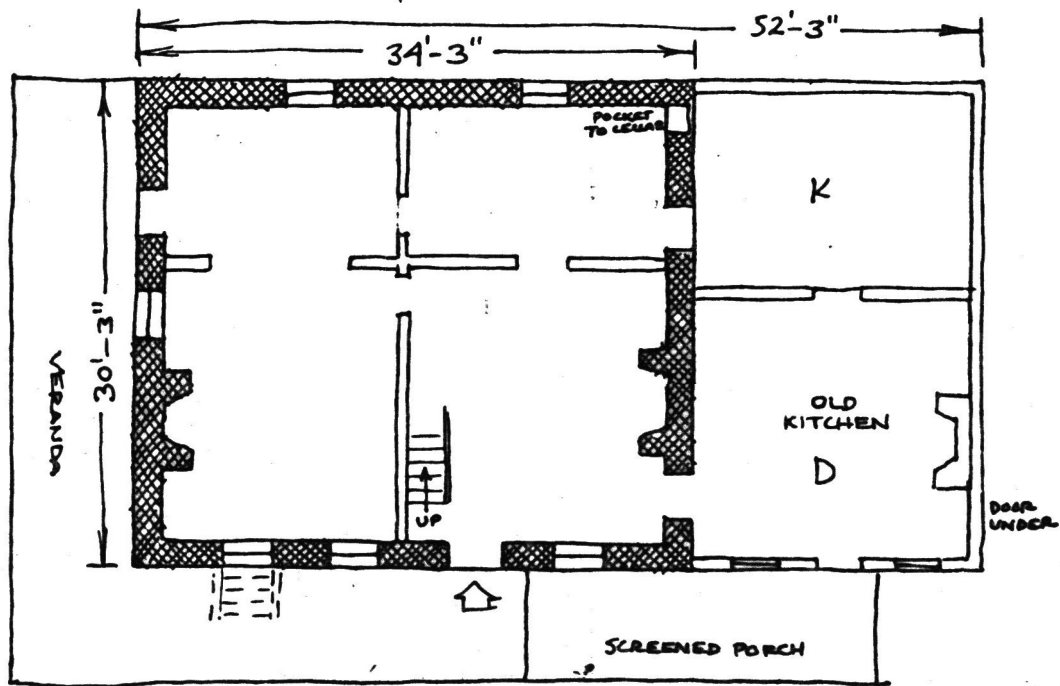 52'-3"
34'-3"
POCKET
TO CELLAR
K
VERANDA
30'-3"
OLD
KITCHEN
D
UP
DOOR
UNDER
SCREENED PORCH